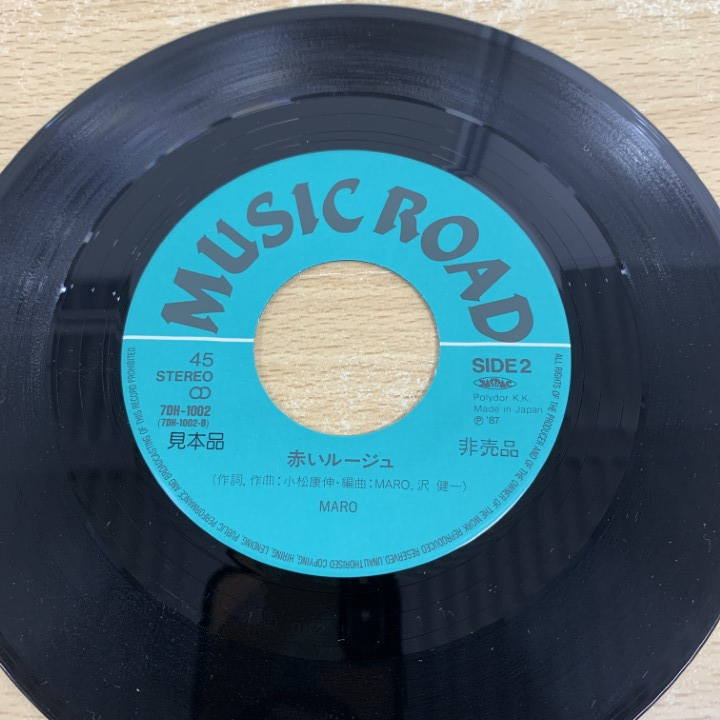 MUSIC ROAD
45
STEREO
7DH-1002
(7DH-1002-B)
見本品
SIDE 2
JASRAC
Polydor K.K.
Made in Japan
Ⓟ '87
非売品
赤いルージュ
(作詞、作曲:小松康伸・編曲:MARO、沢 健一)
MARO
ALL RIGHTS OF THE PRODUCER AND OF THE OWNER OF THE WORK REPRODUCED RESERVED. UNAUTHORISED COPYING, HIRING, LENDING, PUBLIC PERFORMANCE AND BROADCASTING OF THIS RECORD PROHIBITED.